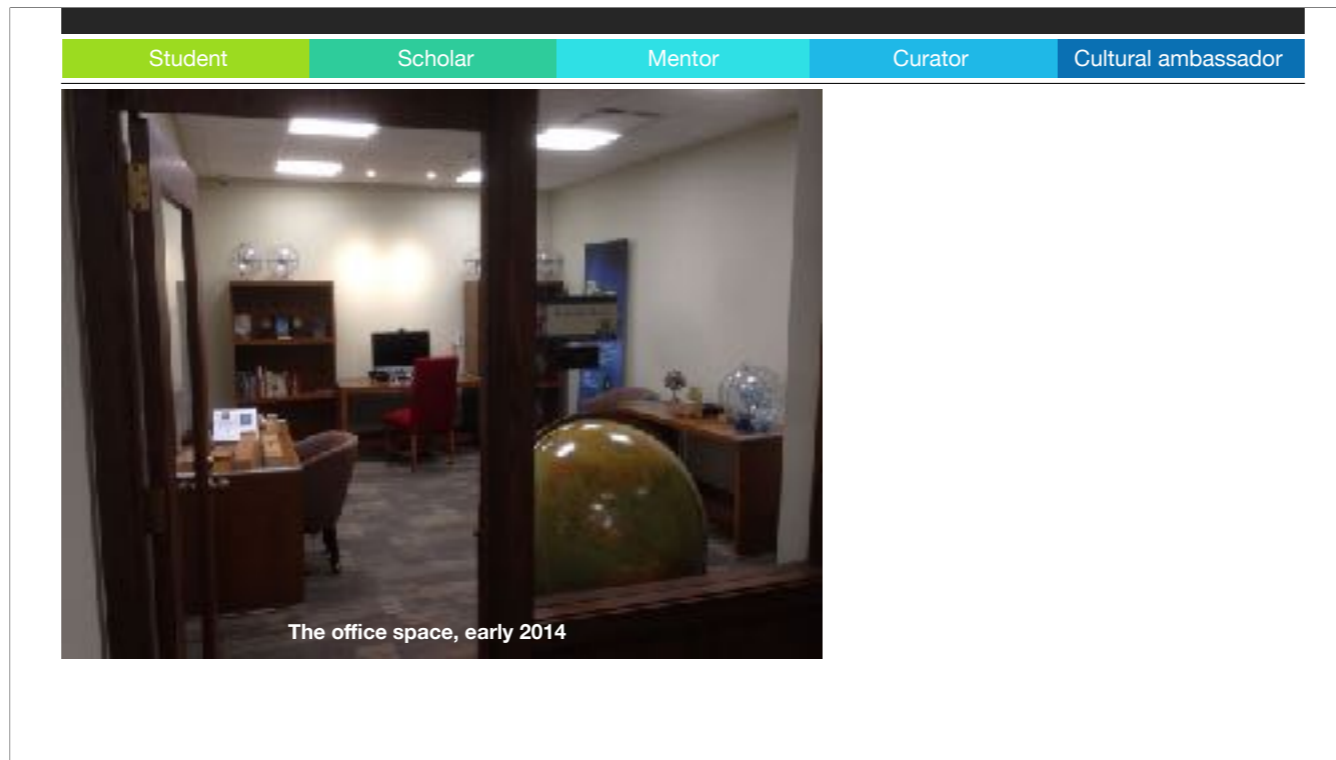 Student
Scholar
Mentor
Curator
Cultural ambassador
The office space, early 2014